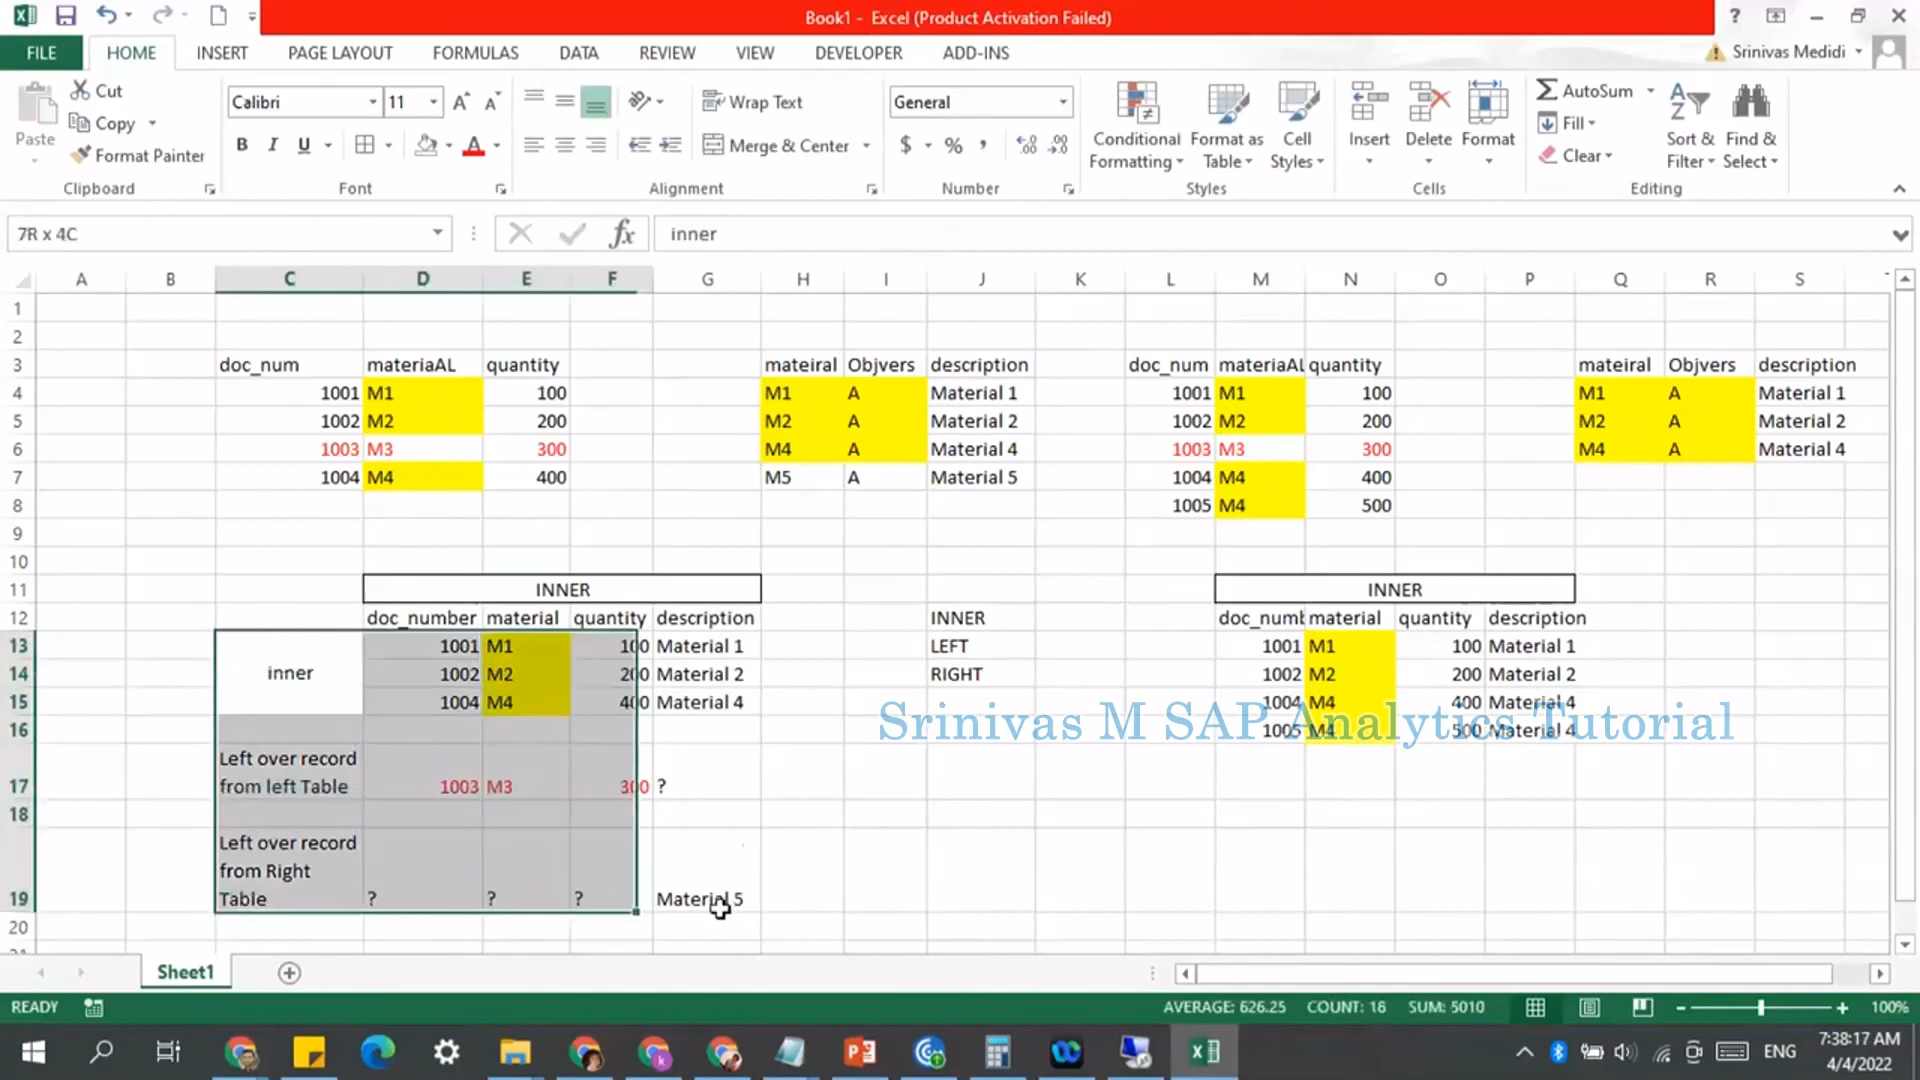 Book1 - Excel (Product Activation Failed)
FILE HOME INSERT PAGE LAYOUT FORMULAS DATA REVIEW VIEW DEVELOPER ADD-INS Srinivas Medidi
Paste Cut Copy Format Painter Clipboard
Calibri 11 B I U A Font
Wrap Text Merge & Center Alignment
General $ % , Number
Conditional Formatting Format as Table Cell Styles Styles
Insert Delete Format Cells
AutoSum Fill Clear Sort & Filter Find & Select Editing
7R x 4C fx inner
A B C D E F G H I J K L M N O P Q R S
1
2
3 doc_num materiaAL quantity mateiral Objvers description doc_num materiaAL quantity mateiral Objvers description
4 1001 M1 100 M1 A Material 1 1001 M1 100 M1 A Material 1
5 1002 M2 200 M2 A Material 2 1002 M2 200 M2 A Material 2
6 1003 M3 300 M4 A Material 4 1003 M3 300 M4 A Material 4
7 1004 M4 400 M5 A Material 5 1004 M4 400
8 1005 M4 500
9
10
11 INNER INNER
12 doc_number material quantity description INNER doc_numb material quantity description
13 1001 M1 100 Material 1 LEFT 1001 M1 100 Material 1
14 inner 1002 M2 200 Material 2 RIGHT 1002 M2 200 Material 2
15 1004 M4 400 Material 4 1004 M4 400 Material 4
Srinivas M SAP Analytics Tutorial
16 1005 M4 500 Material 4
17 Left over record from left Table 1003 M3 300 ?
18
19 Left over record from Right Table ? ? ? Material 5
20
Sheet1
READY AVERAGE: 626.25 COUNT: 16 SUM: 5010 100%
ENG 7:38:17 AM
4/4/2022